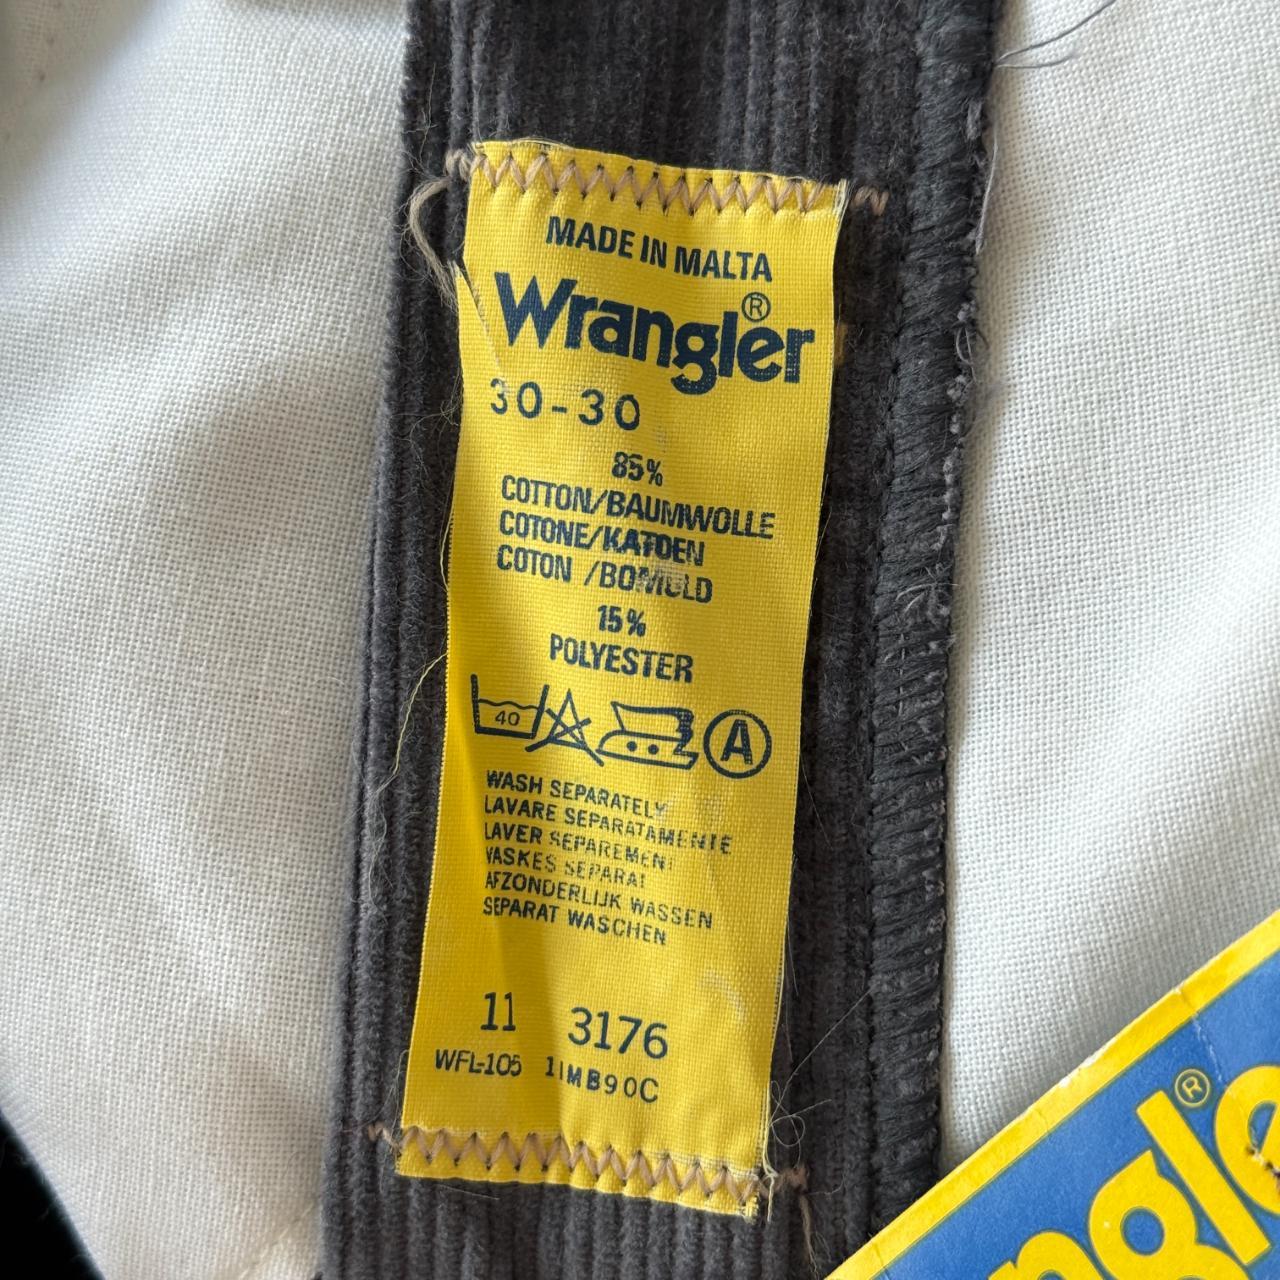 MADE IN MALTA
Wrangler®
30-30
85%
COTTON/BAUMWOLLE
COTONE/KATOEN
COTON /BOMULD
15%
POLYESTER
40 A
WASH SEPARATELY
LAVARE SEPARATAMENTE
LAVER SEPAREMENT
VASKES SEPARAT
AFZONDERLIJK WASSEN
SEPARAT WASCHEN
11 3176
WFL-105 11MB90C
ngle®